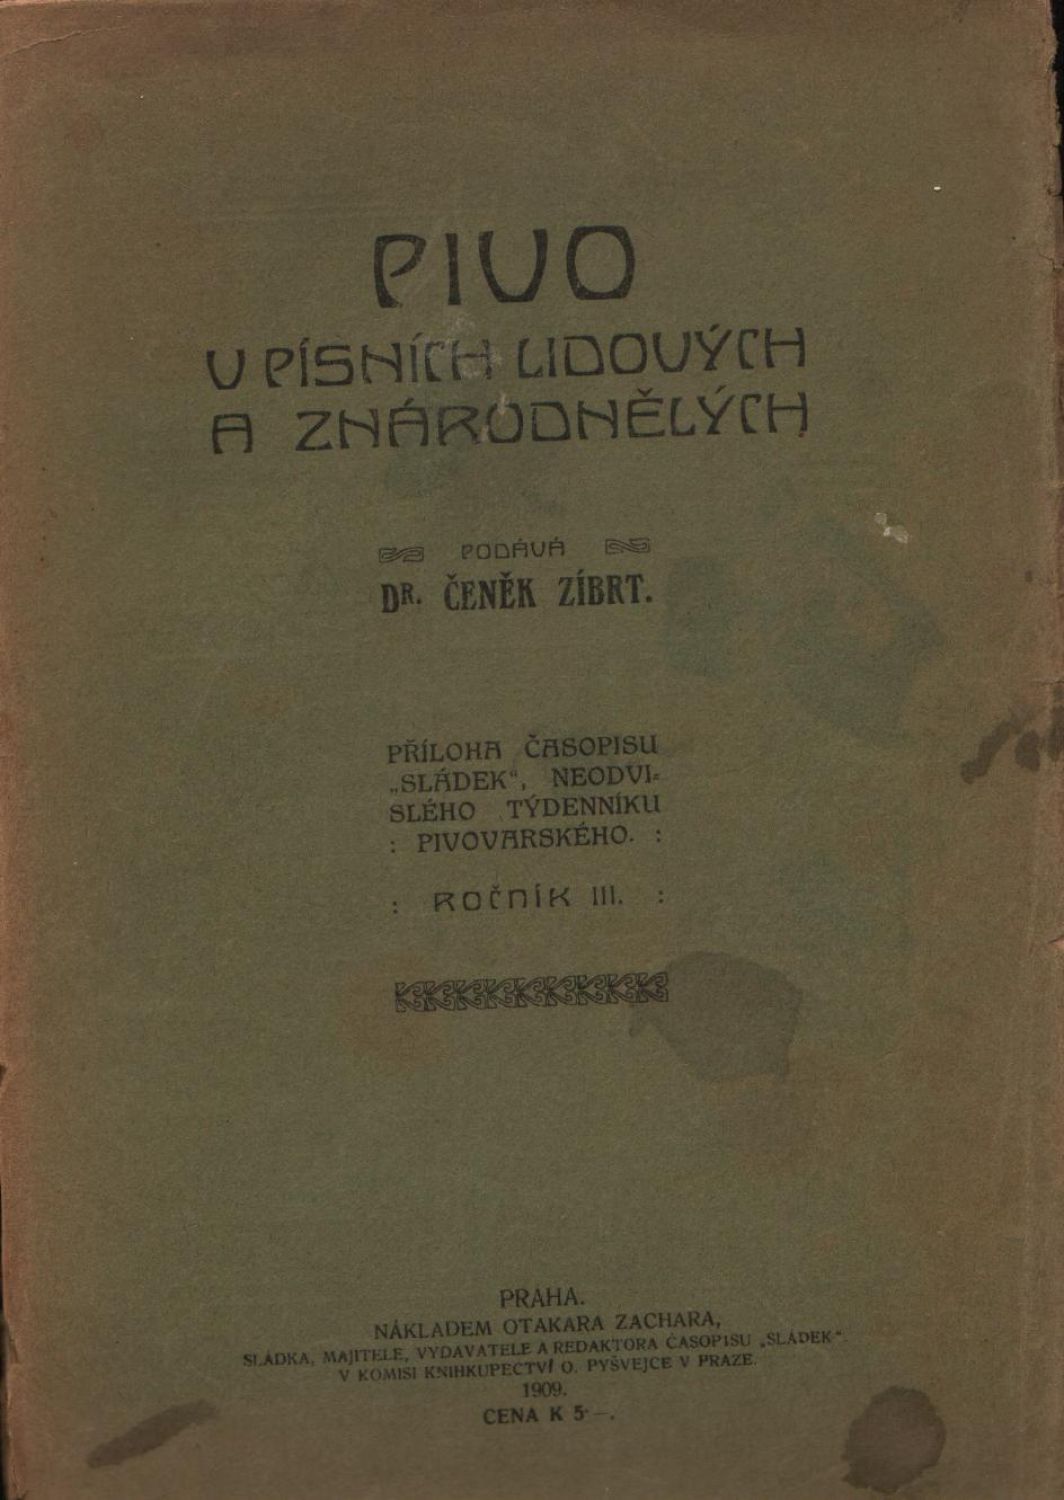 PIVO
V PÍSNÍCH LIDOVÝCH
A ZNÁRODNĚLÝCH
PODÁVÁ
DR. ČENĚK ZÍBRT.
PŘÍLOHA ČASOPISU
„SLÁDEK“, NEODVI=
SLÉHO TÝDENNÍKU
: PIVOVARSKÉHO. :
: ROČNÍK III. :
PRAHA.
NÁKLADEM OTAKARA ZACHARA,
SLÁDKA, MAJITELE, VYDAVATELE A REDAKTORA ČASOPISU „SLÁDEK“.
V KOMISI KNIHKUPECTVÍ O. PYŠVEJCE V PRAZE.
1909.
CENA K 5·—.